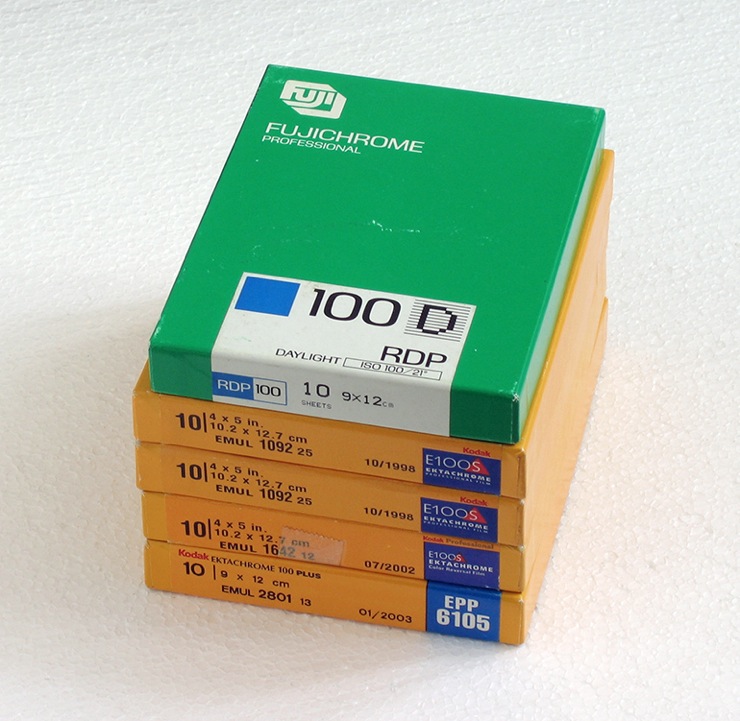 FUJI
FUJICHROME
PROFESSIONAL
100 D
RDP
DAYLIGHT ISO 100/21°
RDP 100 10 SHEETS 9×12cm
10 4 x 5 in.
10.2 x 12.7 cm
EMUL 1092 25
10/1998
Kodak
E100S
EKTACHROME
PROFESSIONAL FILM
10 4 x 5 in.
10.2 x 12.7 cm
EMUL 1092 25
10/1998
Kodak
E100S
EKTACHROME
PROFESSIONAL FILM
10 4 x 5 in.
10.2 x 12.7 cm
EMUL 1642 12
07/2002
Kodak Professional
E100S
EKTACHROME
Color Reversal Film
Kodak EKTACHROME 100 PLUS
10 9 x 12 cm
EMUL 2801 13
01/2003
EPP
6105